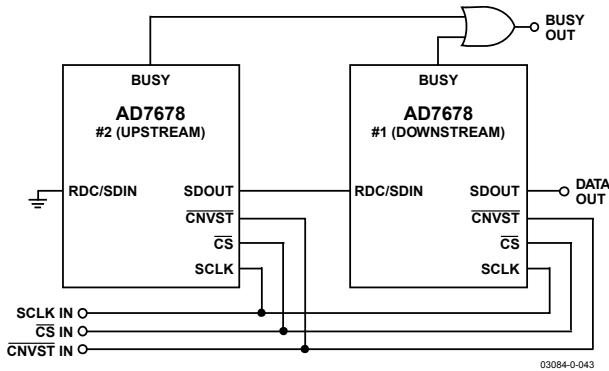 BUSY
OUT
BUSY
AD7678
#2 (UPSTREAM)
RDC/SDIN
SDOUT
CNVST
CS
SCLK
BUSY
AD7678
#1 (DOWNSTREAM)
RDC/SDIN
SDOUT
CNVST
CS
SCLK
DATA
OUT
SCLK IN
CS IN
CNVST IN
03084-0-043